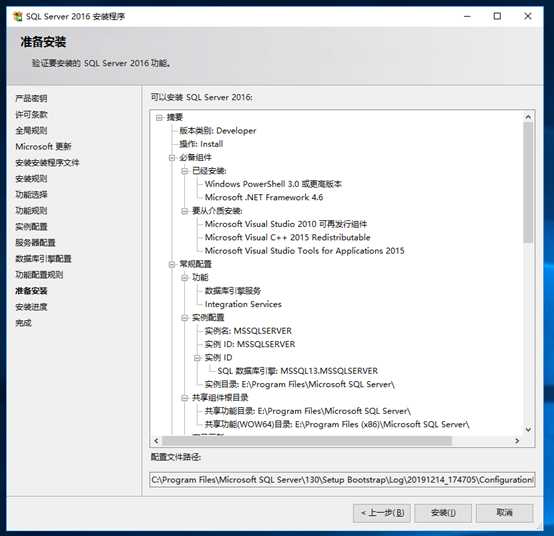 SQL Server 2016 安装程序
准备安装
验证要安装的 SQL Server 2016 功能。
产品密钥
许可条款
全局规则
Microsoft 更新
安装安装程序文件
安装规则
功能选择
功能规则
实例配置
服务器配置
数据库引擎配置
功能配置规则
准备安装
安装进度
完成
可以安装 SQL Server 2016:
摘要
版本类别: Developer
操作: Install
必备组件
已经安装:
Windows PowerShell 3.0 或更高版本
Microsoft .NET Framework 4.6
要从介质安装:
Microsoft Visual Studio 2010 可再发行组件
Microsoft Visual C++ 2015 Redistributable
Microsoft Visual Studio Tools for Applications 2015
常规配置
功能
数据库引擎服务
Integration Services
实例配置
实例名: MSSQLSERVER
实例 ID: MSSQLSERVER
实例 ID
SQL 数据库引擎: MSSQL13.MSSQLSERVER
实例目录: E:\Program Files\Microsoft SQL Server\
共享组件根目录
共享功能目录: E:\Program Files\Microsoft SQL Server\
共享功能(WOW64)目录: E:\Program Files (x86)\Microsoft SQL Server\
配置文件路径:
C:\Program Files\Microsoft SQL Server\130\Setup Bootstrap\Log\20191214_174705\Configuration
< 上一步(B)
安装(I)
取消